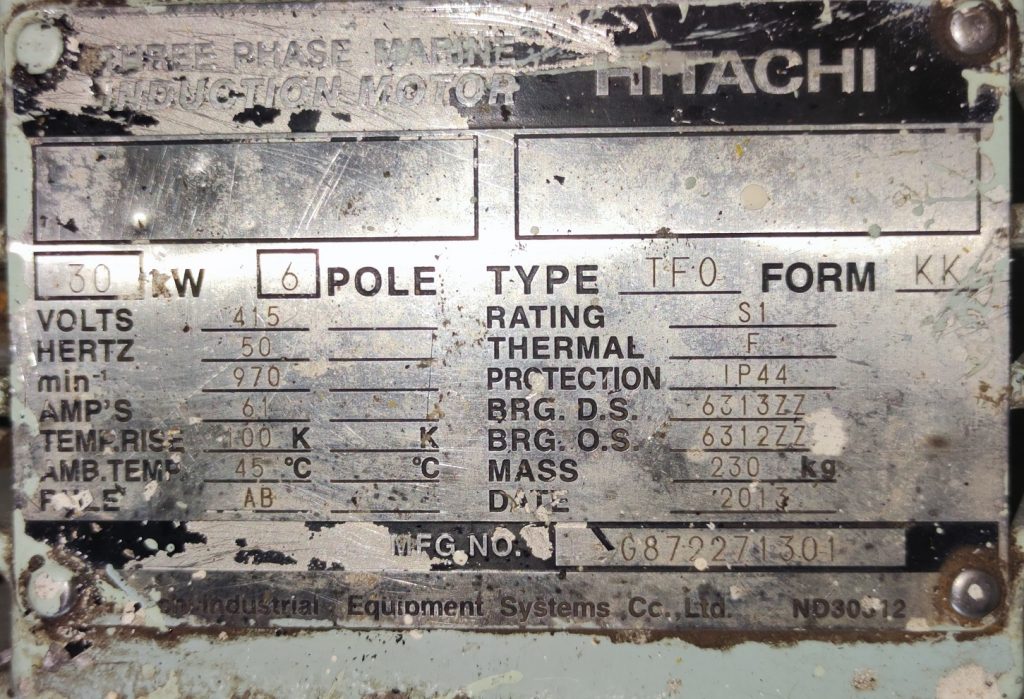 THREE PHASE MARINE
INDUCTION MOTOR
HITACHI
30 kW 6 POLE TYPE TFO FORM KK
VOLTS 415
HERTZ 50
min⁻¹ 970
AMP'S 61
TEMP.RISE 100 K K
AMB.TEMP. 45 °C °C
RULE AB
RATING S1
THERMAL F
PROTECTION IP44
BRG. D.S. 6313ZZ
BRG. O.S. 6312ZZ
MASS 230 kg
DATE 2013
MFG NO. G872271301
Industrial Equipment Systems Co.,Ltd.